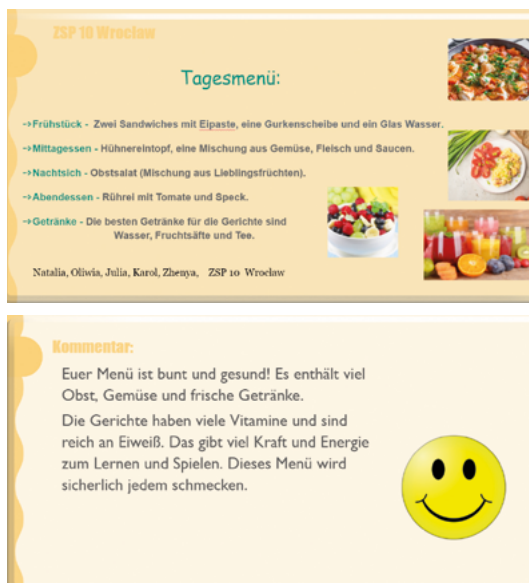 ZSP 10 Wrocław
Tagesmenü:
→Frühstück - Zwei Sandwiches mit Eipaste, eine Gurkenscheibe und ein Glas Wasser.
→Mittagessen - Hühnereintopf, eine Mischung aus Gemüse, Fleisch und Saucen.
→Nachtsich - Obstsalat (Mischung aus Lieblingsfrüchten).
→Abendessen - Rührei mit Tomate und Speck.
→Getränke - Die besten Getränke für die Gerichte sind
Wasser, Fruchtsäfte und Tee.
Natalia, Oliwia, Julia, Karol, Zhenya, ZSP 10 Wrocław
Kommentar:
Euer Menü ist bunt und gesund! Es enthält viel
Obst, Gemüse und frische Getränke.
Die Gerichte haben viele Vitamine und sind
reich an Eiweiß. Das gibt viel Kraft und Energie
zum Lernen und Spielen. Dieses Menü wird
sicherlich jedem schmecken.